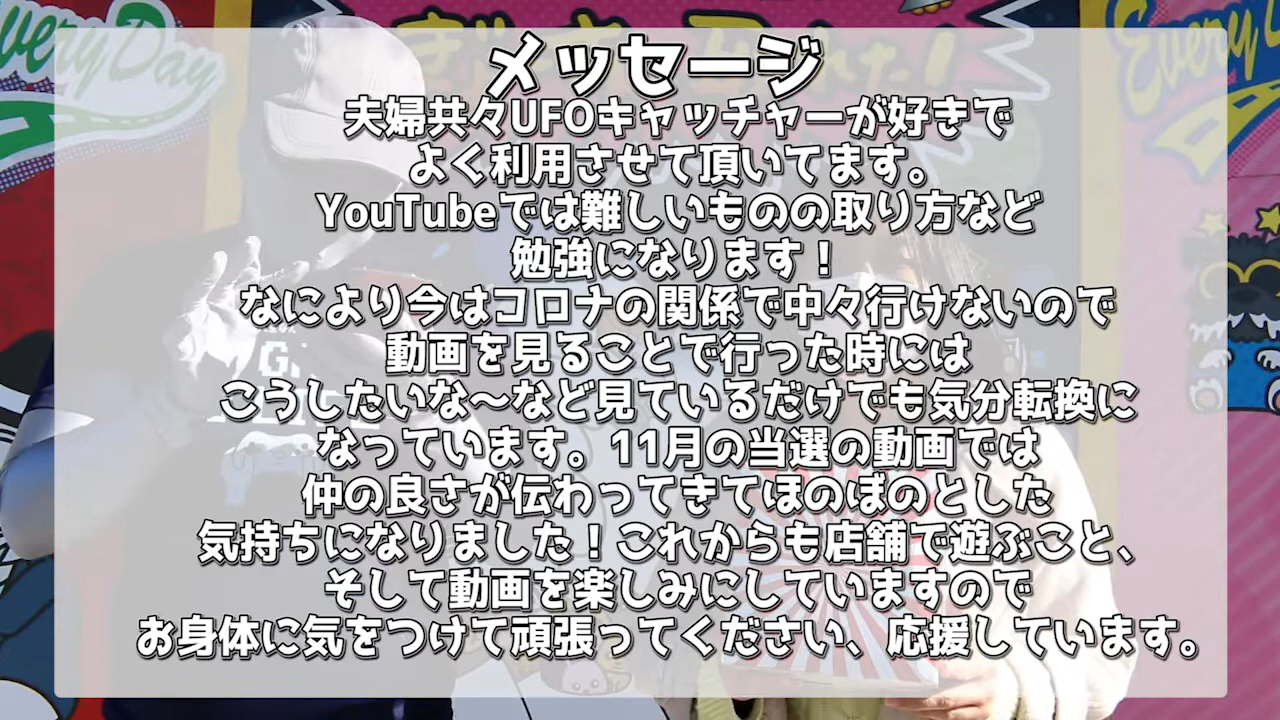 メッセージ
夫婦共々UFOキャッチャーが好きで
よく利用させて頂いてます。
YouTubeでは難しいものの取り方など
勉強になります！
なにより今はコロナの関係で中々行けないので
動画を見ることで行った時には
こうしたいな〜など見ているだけでも気分転換に
なっています。11月の当選の動画では
仲の良さが伝わってきてほのぼのとした
気持ちになりました！これからも店舗で遊ぶこと、
そして動画を楽しみにしていますので
お身体に気をつけて頑張ってください、応援しています。
Every Day
Every